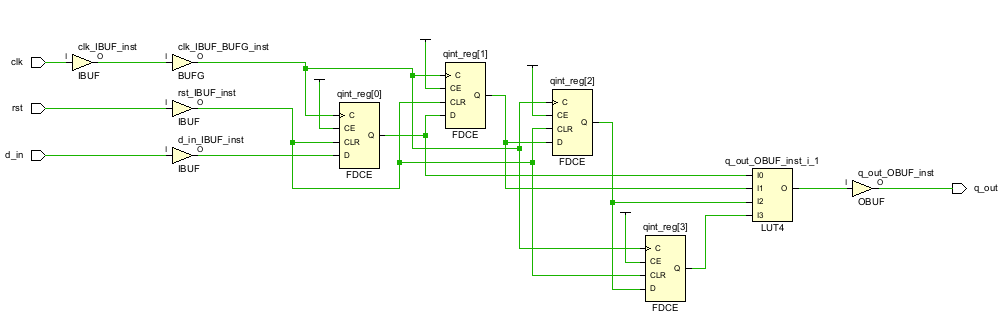 clk
I
clk_IBUF_inst
O
IBUF
I
clk_IBUF_BUFG_inst
O
BUFG
rst
I
rst_IBUF_inst
O
IBUF
d_in
I
d_in_IBUF_inst
O
IBUF
qint_reg[0]
C
CE
CLR
D
Q
FDCE
qint_reg[1]
C
CE
CLR
D
Q
FDCE
qint_reg[2]
C
CE
CLR
D
Q
FDCE
qint_reg[3]
C
CE
CLR
D
Q
FDCE
q_out_OBUF_inst_i_1
I0
I1
I2
I3
O
LUT4
I
q_out_OBUF_inst
O
OBUF
q_out